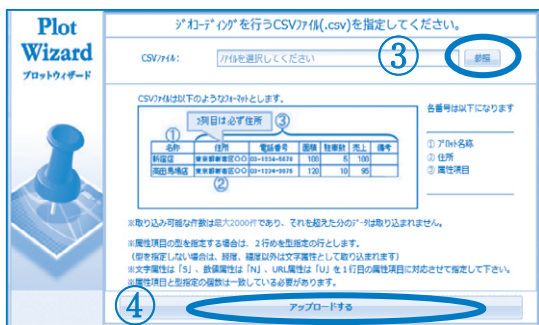 Plot
Wizard
プロットウィザード
ｼﾞｵｺｰﾃﾞｨﾝｸﾞを行うCSVﾌｧｲﾙ(.csv)を指定してください。
CSVﾌｧｲﾙ：
ﾌｧｲﾙを選択してください
③
参照
CSVﾌｧｲﾙは以下のようなﾌｫｰﾏｯﾄとします。
2列目は必ず住所
③
①
名称 住所 電話番号 面積 駐車数 売上 備考
新宿店 東京都新宿区○○ 03-1234-5678 100 5 100
高田馬場店 東京都新宿区○○ 03-1234-9876 120 10 95
②
各番号は以下になります
① ﾌﾟﾛｯﾄ名称
② 住所
③ 属性項目
※取り込み可能な件数は最大2000件であり、それを超えた分のﾃﾞｰﾀは取り込まれません。
※属性項目の型を指定する場合は、2行めを型指定の行とします。
(型を指定しない場合は、経度、緯度以外は文字属性として取り込まれます)
※文字属性は「S」、数値属性は「N」、URL属性は「U」を1行目の属性項目に対応させて指定して下さい。
※属性項目と型指定の個数は一致している必要があります。
④
アップロードする